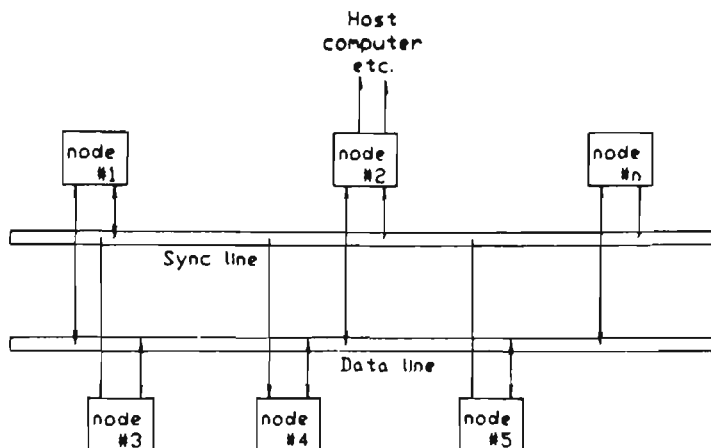 Host
computer
etc.
node
#1
node
#2
node
#n
Sync line
Data line
node
#3
node
#4
node
#5